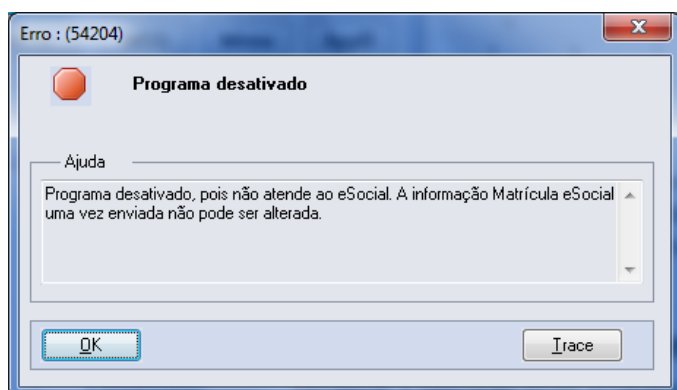 Erro : (54204)
Programa desativado
Ajuda
Programa desativado, pois não atende ao eSocial. A informação Matrícula eSocial
uma vez enviada não pode ser alterada.
OK
Trace